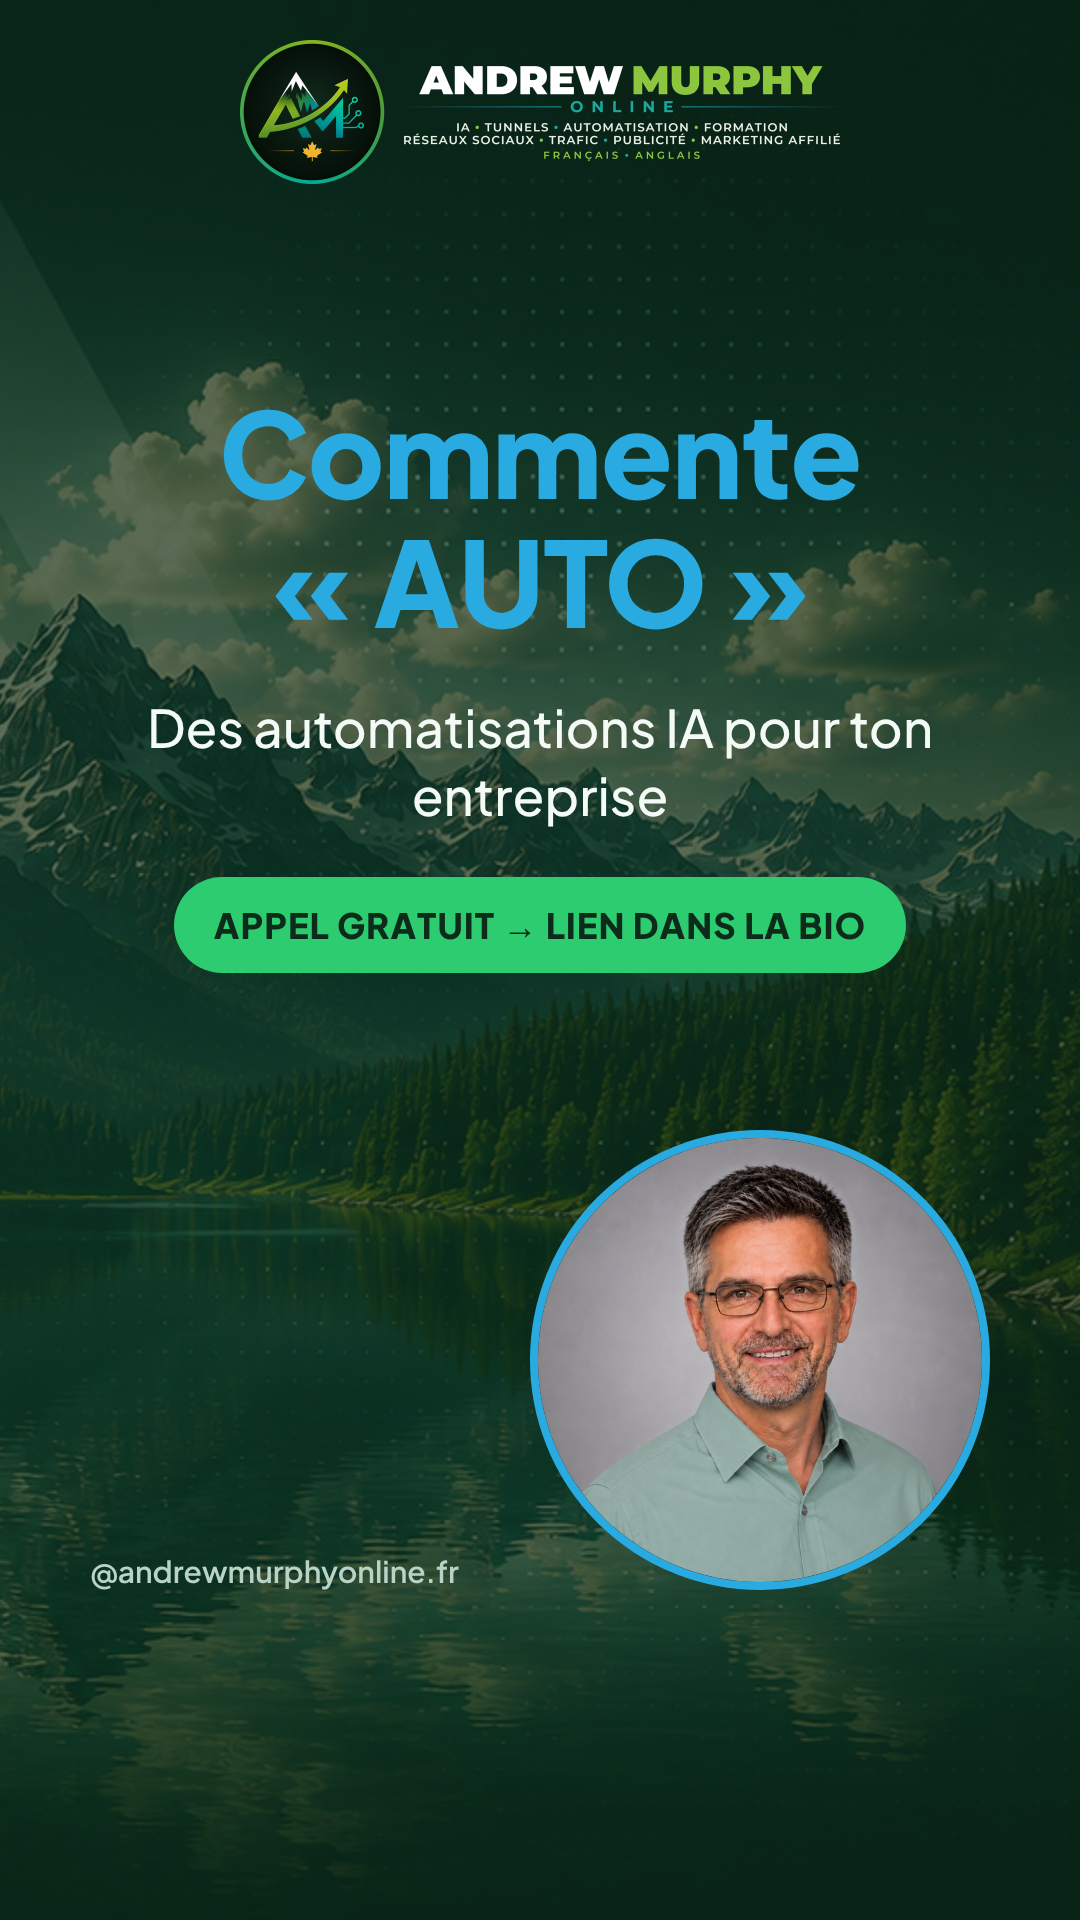 ANDREW MURPHY
ONLINE
IA • TUNNELS • AUTOMATISATION • FORMATION
RÉSEAUX SOCIAUX • TRAFIC • PUBLICITÉ • MARKETING AFFILIÉ
FRANÇAIS • ANGLAIS
Commente
« AUTO »
Des automatisations IA pour ton
entreprise
APPEL GRATUIT → LIEN DANS LA BIO
@andrewmurphyonline.fr